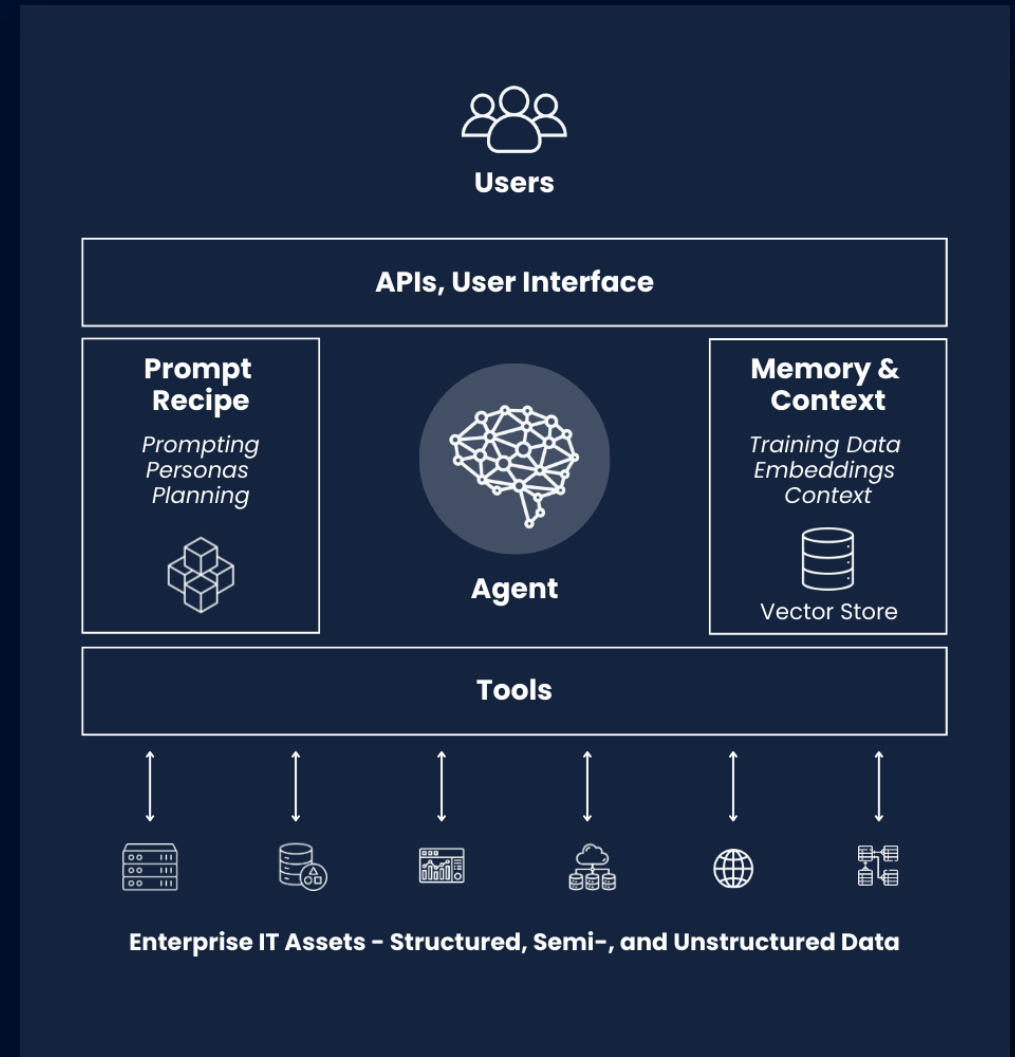 Users
APIs, User Interface
Prompt
Recipe
Prompting
Personas
Planning
Agent
Memory &
Context
Training Data
Embeddings
Context
Vector Store
Tools
Enterprise IT Assets - Structured, Semi-, and Unstructured Data